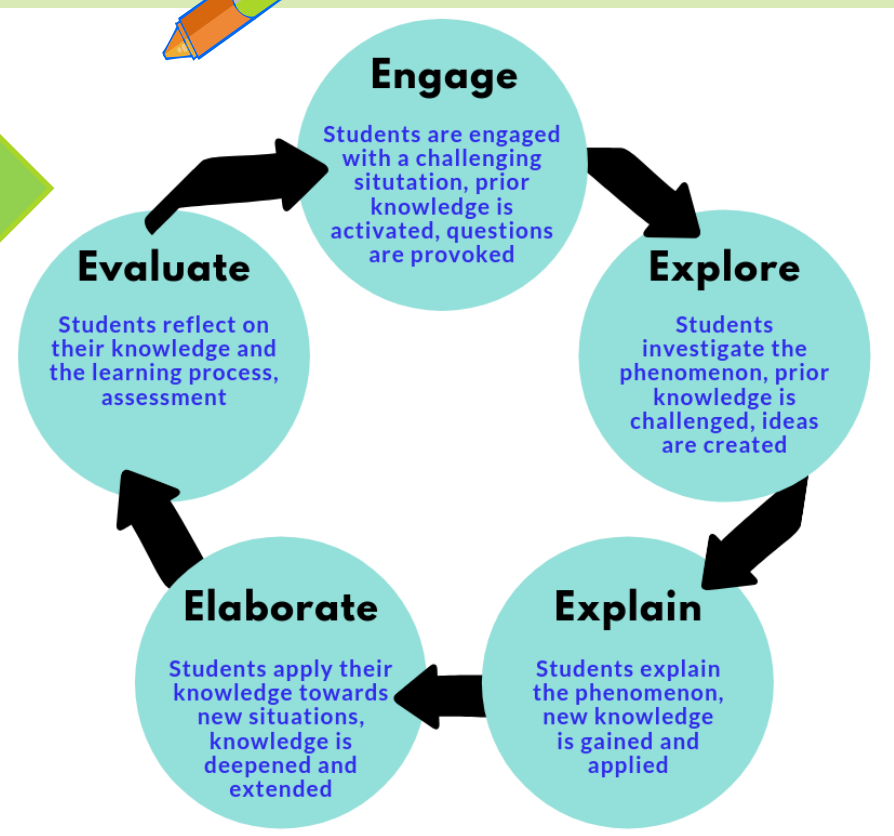 Engage
Students are engaged
with a challenging
situtation, prior
knowledge is
activated, questions
are provoked
Explore
Students
investigate the
phenomenon, prior
knowledge is
challenged, ideas
are created
Explain
Students explain
the phenomenon,
new knowledge
is gained and
applied
Elaborate
Students apply their
knowledge towards
new situations,
knowledge is
deepened and
extended
Evaluate
Students reflect on
their knowledge and
the learning process,
assessment